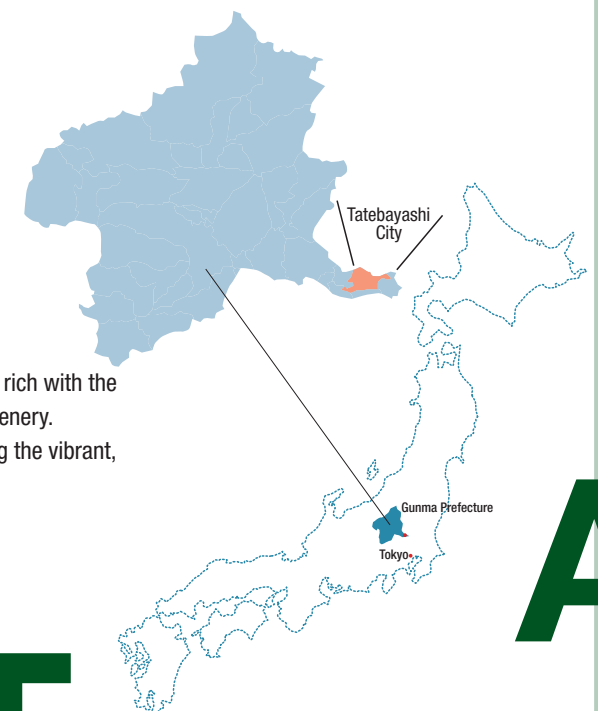 Tatebayashi
City
rich with the
enery.
g the vibrant,
Gunma Prefecture
Tokyo
A